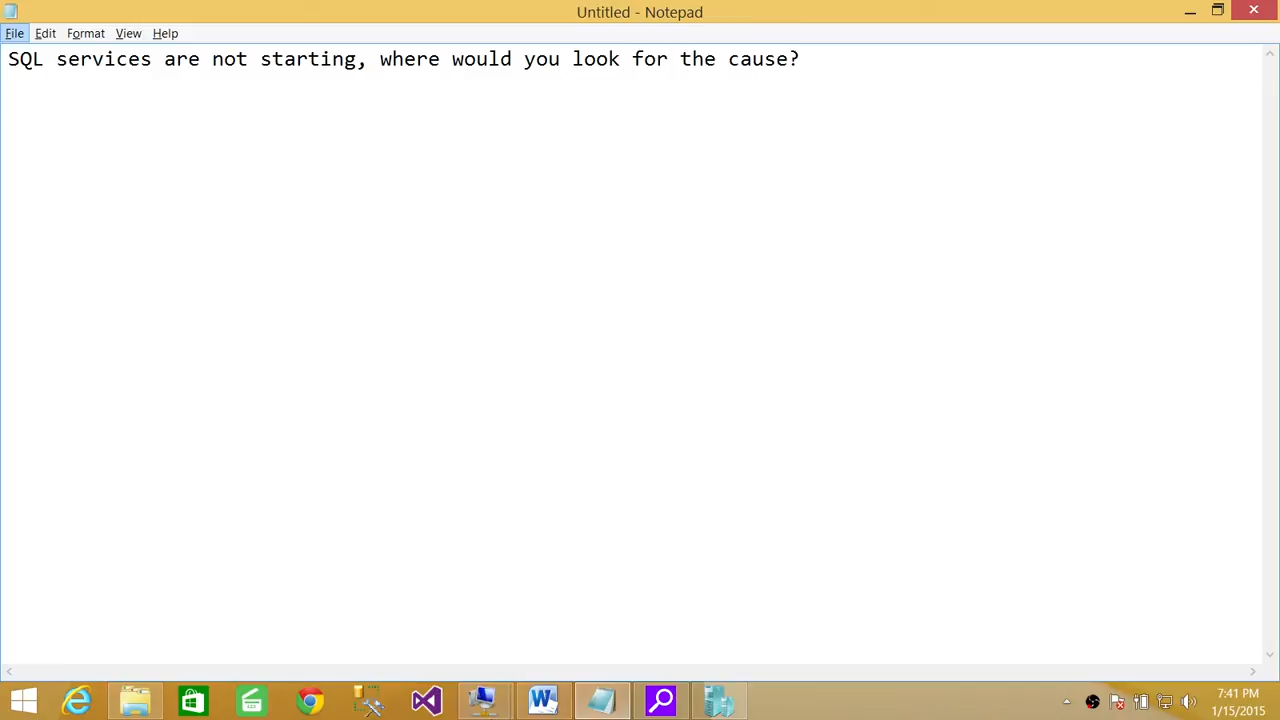 Untitled - Notepad
File Edit Format View Help
SQL services are not starting, where would you look for the cause?
7:41 PM
1/15/2015